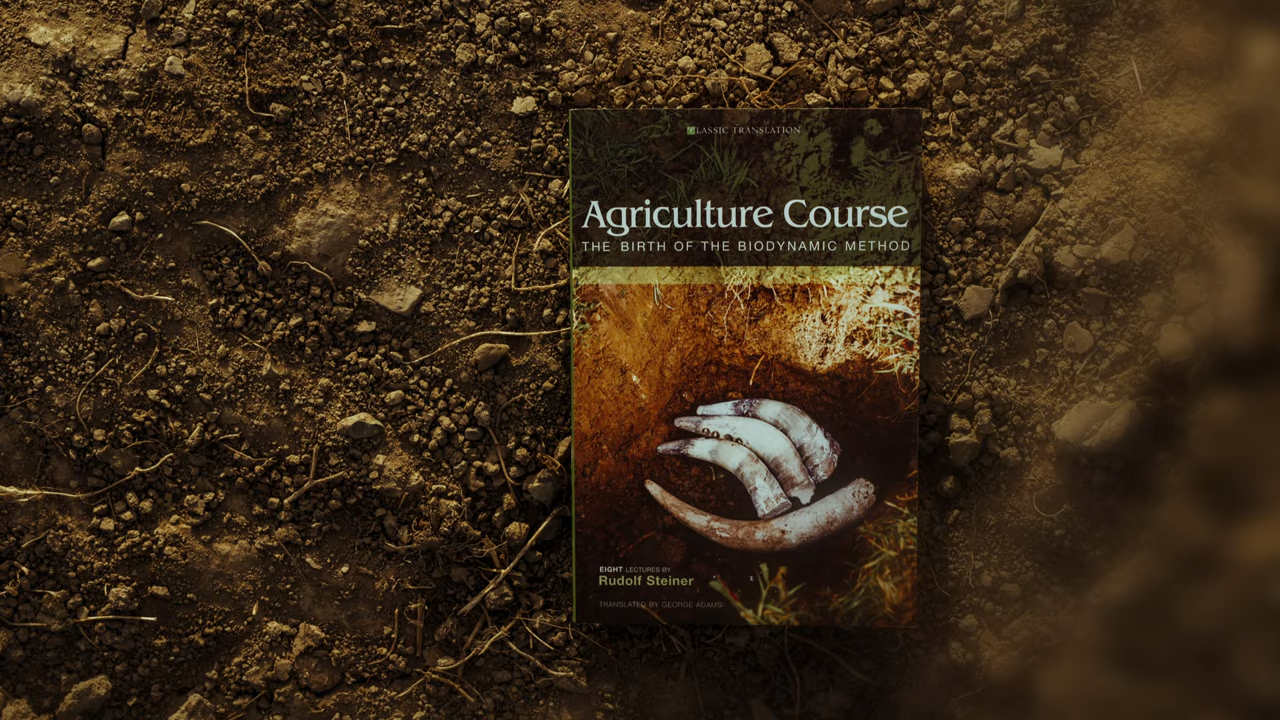 CLASSIC TRANSLATION
Agriculture Course
THE BIRTH OF THE BIODYNAMIC METHOD
EIGHT LECTURES BY
Rudolf Steiner
TRANSLATED BY GEORGE ADAMS